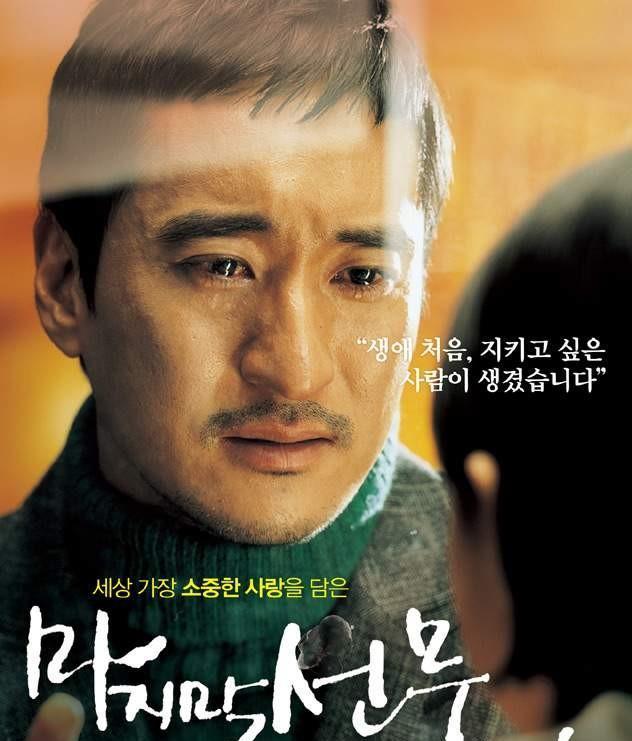 “생애 처음, 지키고 싶은
사람이 생겼습니다”
세상 가장 소중한 사랑을 담은
마지막 선물